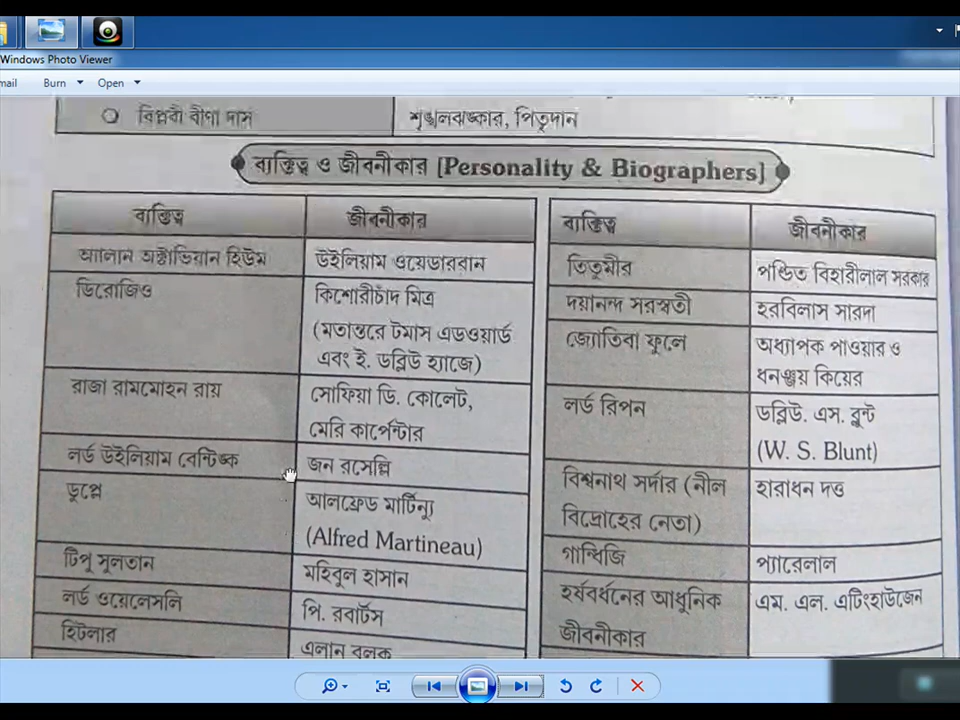 Windows Photo Viewer
mail Burn Open
বিপ্লবী বীণা দাস
শৃঙ্খলঝঙ্কার, পিতৃদান
ব্যক্তিত্ব ও জীবনীকার [Personality & Biographers]
ব্যক্তিত্ব জীবনীকার
অ্যালান অক্টাভিয়ান হিউম উইলিয়াম ওয়েডাররান
ডিরোজিও কিশোরীচাঁদ মিত্র
(মতান্তরে টমাস এডওয়ার্ড
এবং ই. ডব্লিউ হ্যাজে)
রাজা রামমোহন রায় সোফিয়া ডি. কোলেট,
মেরি কার্পেন্টার
লর্ড উইলিয়াম বেন্টিঙ্ক জন রসেল্লি
ডুপ্লে আলফ্রেড মার্টিন্যু
(Alfred Martineau)
টিপু সুলতান মহিবুল হাসান
লর্ড ওয়েলেসলি পি. রবার্টস
হিটলার এলান বুলক
ব্যক্তিত্ব জীবনীকার
তিতুমীর পণ্ডিত বিহারীলাল সরকার
দয়ানন্দ সরস্বতী হরবিলাস সারদা
জ্যোতিবা ফুলে অধ্যাপক পাওয়ার ও
ধনঞ্জয় কিয়ের
লর্ড রিপন ডব্লিউ. এস. ব্লুন্ট
(W. S. Blunt)
বিশ্বনাথ সর্দার (নীল হারাধন দত্ত
বিদ্রোহের নেতা)
গান্ধিজি প্যারেলাল
হর্ষবর্ধনের আধুনিক এম. এল. এটিংহাউজেন
জীবনীকার